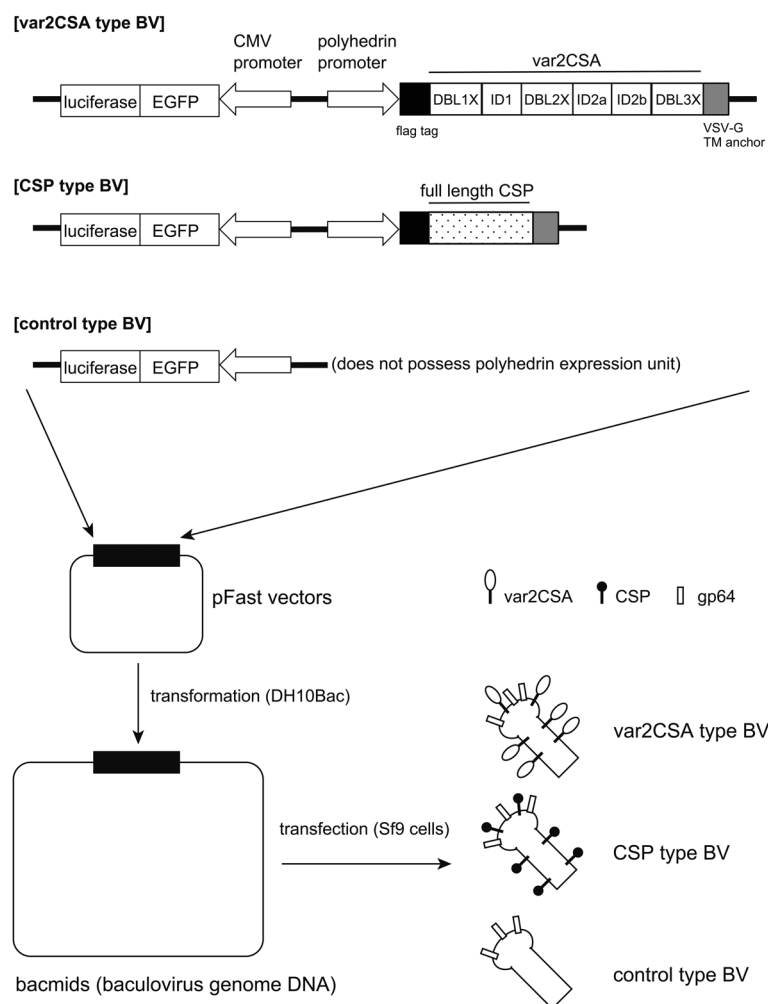 [var2CSA type BV]
CMV promoter
polyhedrin promoter
var2CSA
luciferase EGFP DBL1X ID1 DBL2X ID2a ID2b DBL3X
flag tag
VSV-G TM anchor
[CSP type BV]
full length CSP
luciferase EGFP
[control type BV]
luciferase EGFP (does not possess polyhedrin expression unit)
pFast vectors
var2CSA CSP gp64
transformation (DH10Bac)
var2CSA type BV
transfection (Sf9 cells)
CSP type BV
control type BV
bacmids (baculovirus genome DNA)